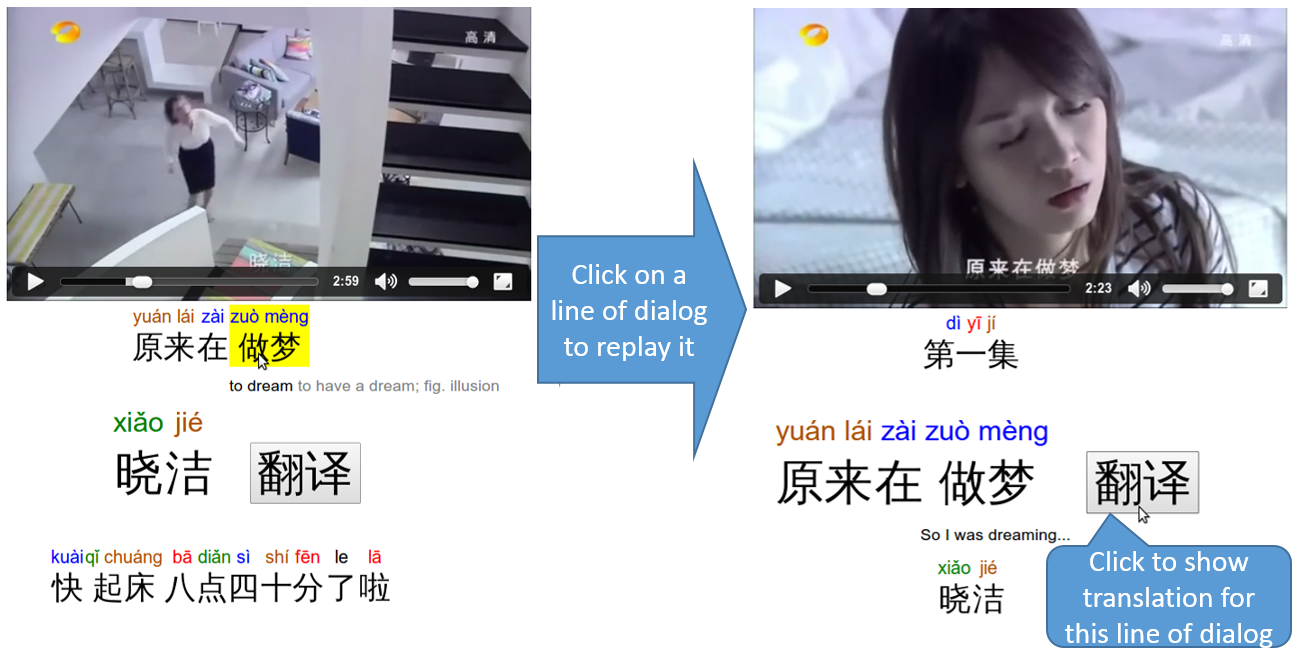 高清
晓洁
2:59
yuán lái zài zuò mèng
原来在 做梦
to dream to have a dream; fig. illusion
xiǎo jié
晓洁
翻译
kuàiqǐ chuáng bā diǎn sì shí fēn le lā
快 起床 八点四十分了啦
Click on a
line of dialog
to replay it
高清
原来在做梦
2:23
dì yī jí
第一集
yuán lái zài zuò mèng
原来在 做梦
翻译
So I was dreaming...
xiǎo jié
晓洁
Click to show
translation for
this line of dialog